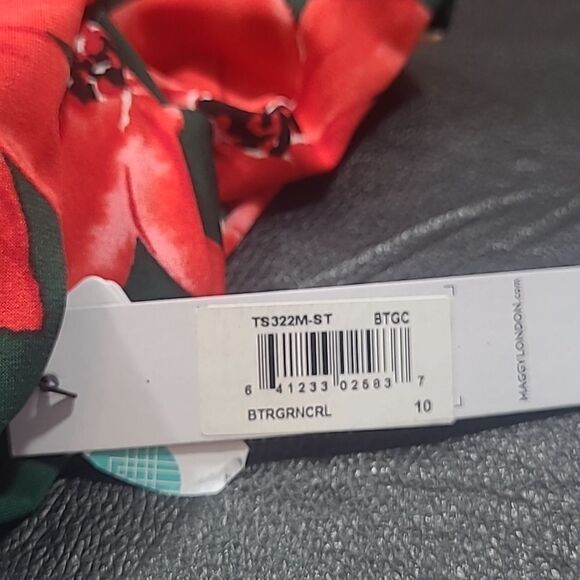 TS322M-ST BTGC
6 41233 02583 7
BTRGRNCRL 10
MAGGYLONDON.com